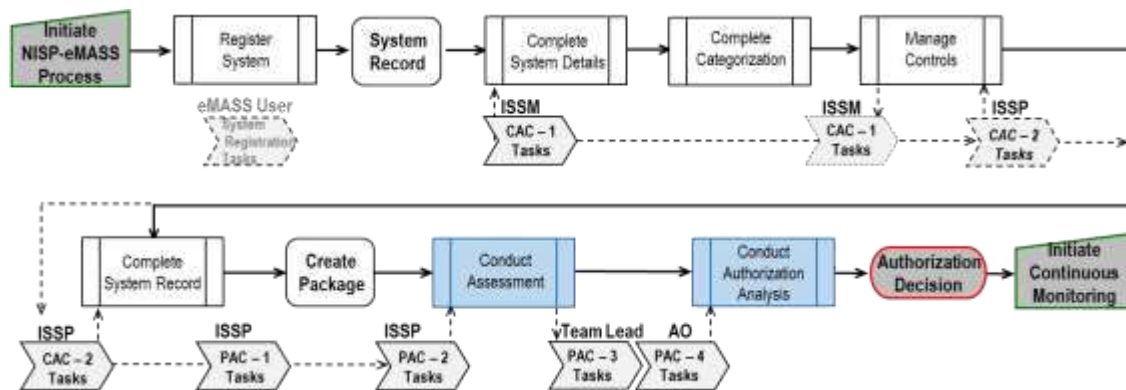 Initiate
NISP-eMASS
Process
Register
System
System
Record
Complete
System Details
Complete
Categorization
Manage
Controls
eMASS User
System
Registration
Tasks
ISSM
CAC – 1
Tasks
ISSM
CAC – 1
Tasks
ISSP
CAC – 2
Tasks
Complete
System Record
Create
Package
Conduct
Assessment
Conduct
Authorization
Analysis
Authorization
Decision
Initiate
Continuous
Monitoring
ISSP
CAC – 2
Tasks
ISSP
PAC – 1
Tasks
ISSP
PAC – 2
Tasks
Team Lead
PAC – 3
Tasks
AO
PAC – 4
Tasks